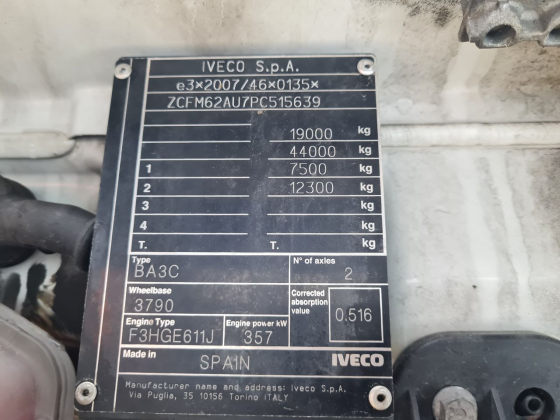 IVECO S.p.A.
e3×2007/46×0135×
ZCFM62AU7PC515639
19000 kg
44000 kg
1 7500 kg
2 12300 kg
3 kg
4 kg
T. T. kg
Type N° of axles
BA3C 2
Wheelbase Corrected absorption value
3790 0.516
Engine Type Engine power kW
F3HGE611J 357
Made in SPAIN IVECO
Manufacturer name and address: Iveco S.p.A.
Via Puglia, 35 10156 Torino ITALY